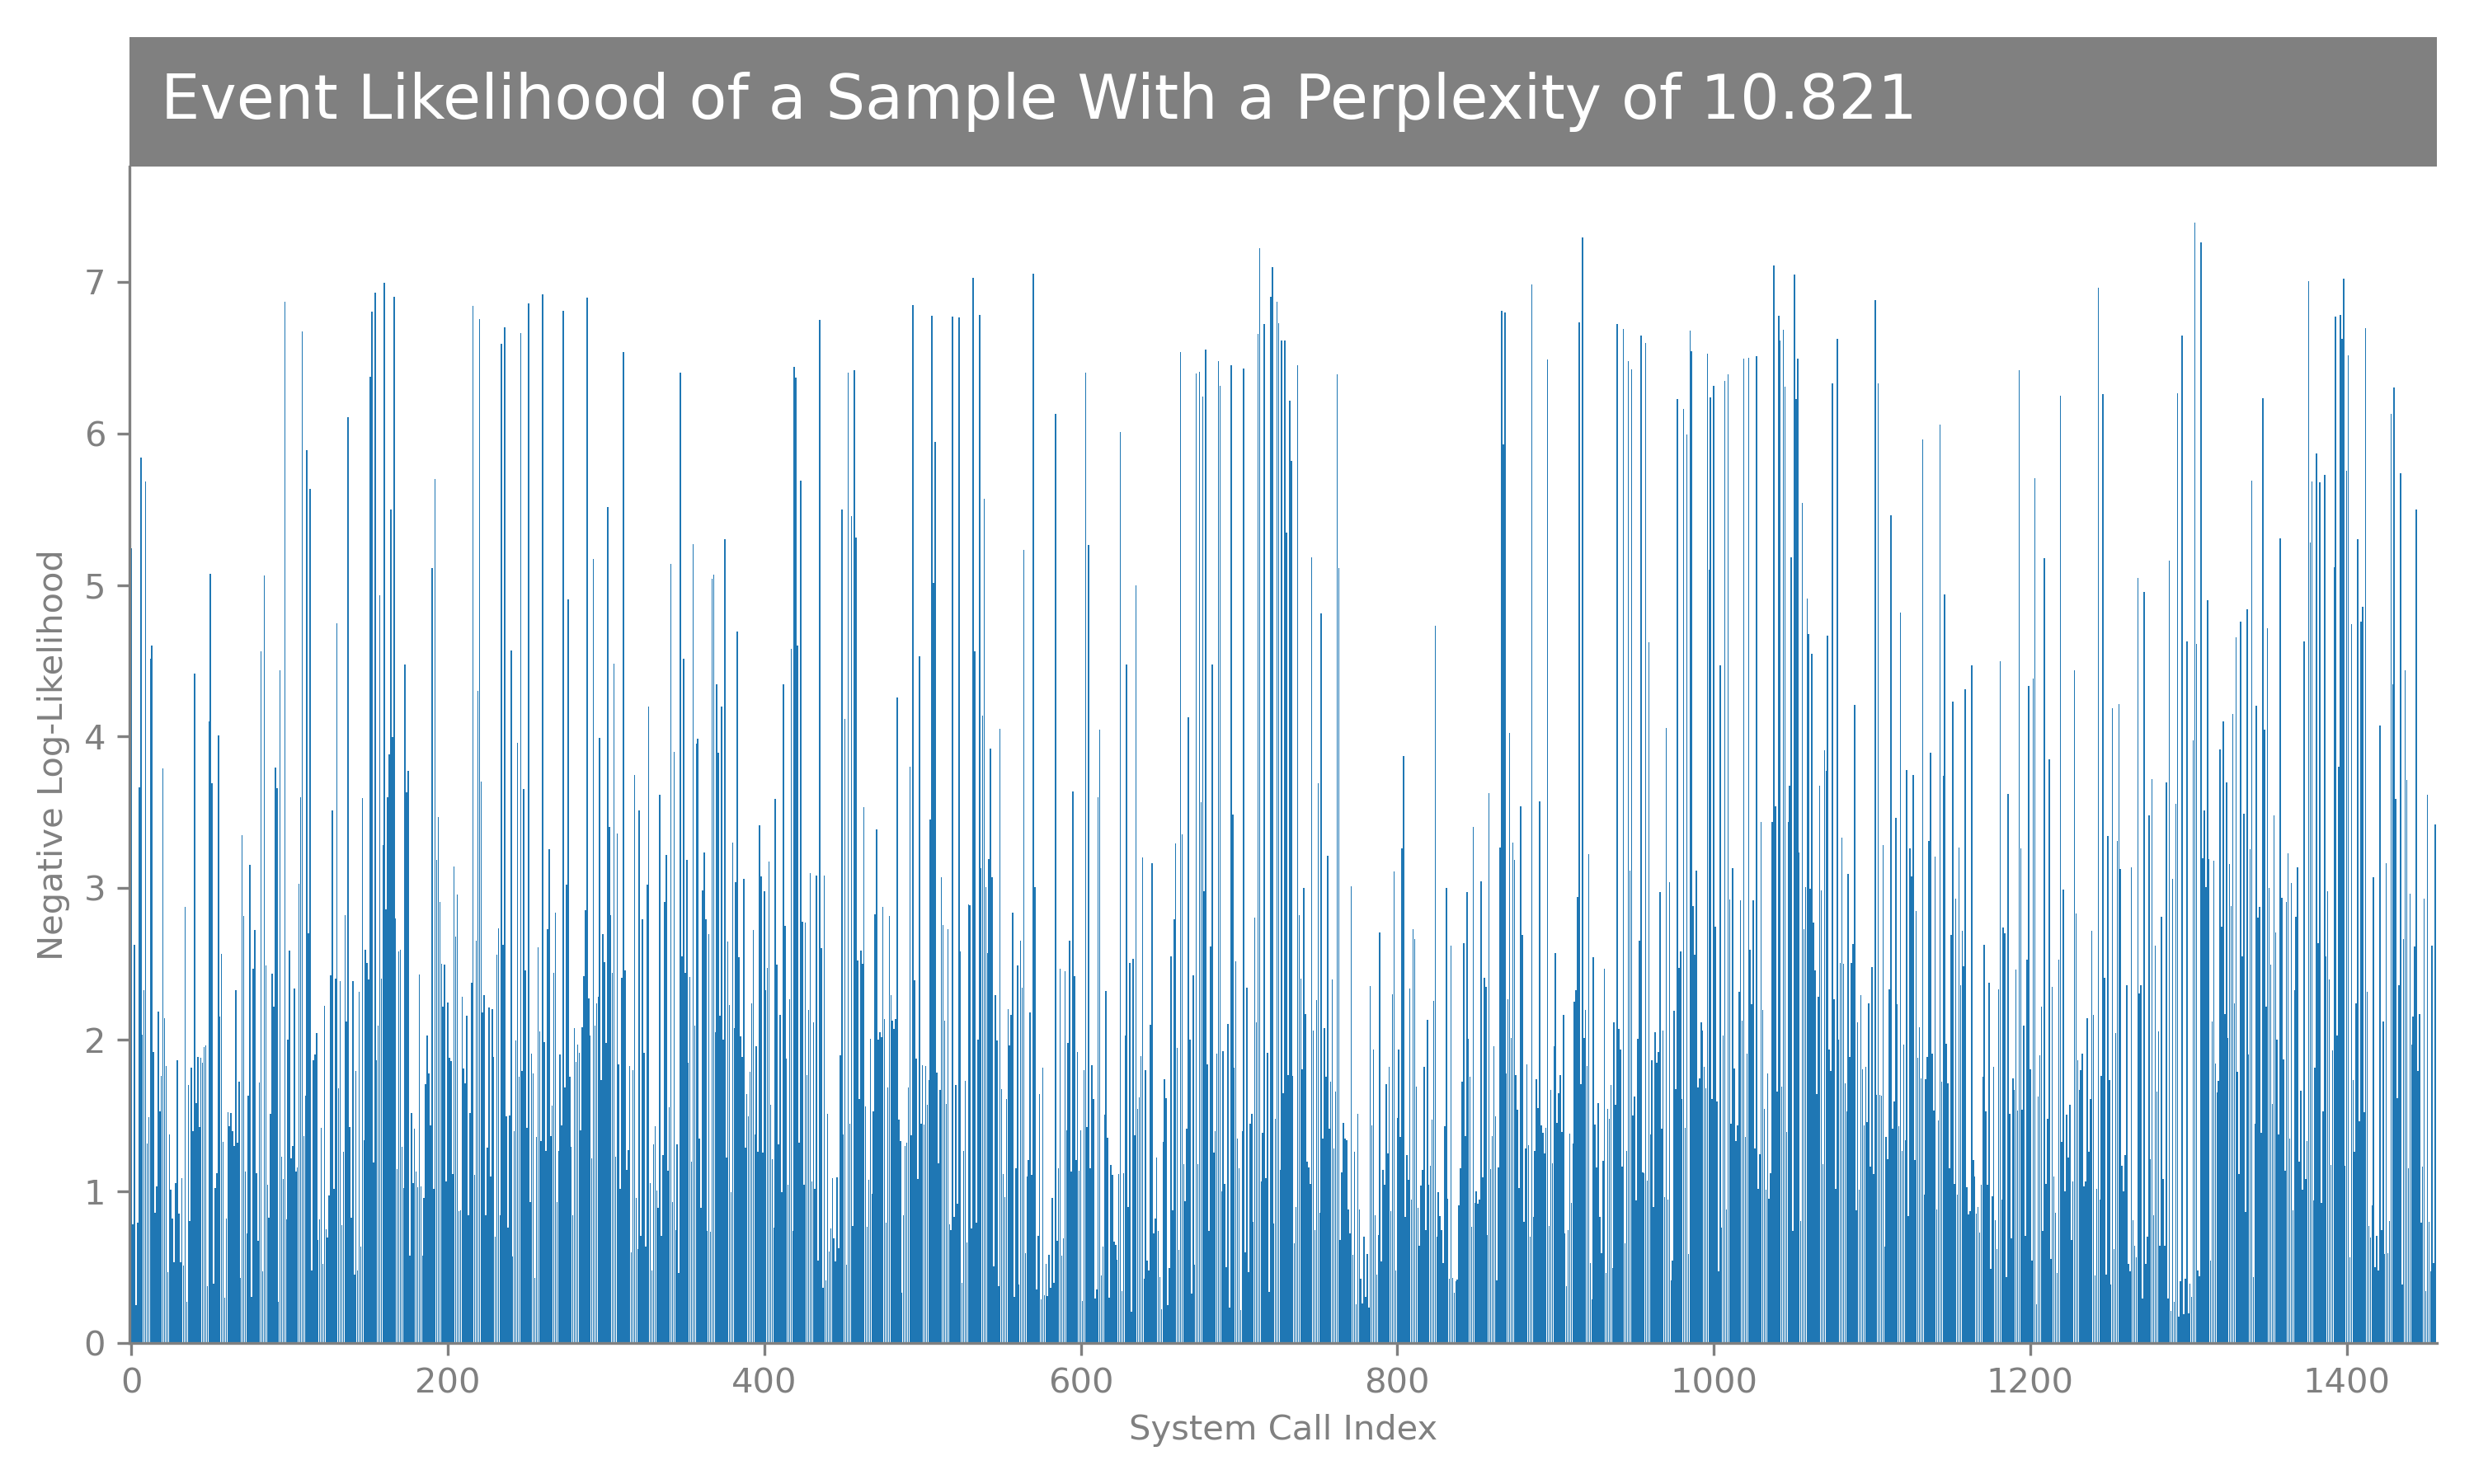 Event Likelihood of a Sample With a Perplexity of 10.821
Negative Log-Likelihood
7
6
5
4
3
2
1
0
0 200 400 600 800 1000 1200 1400
System Call Index